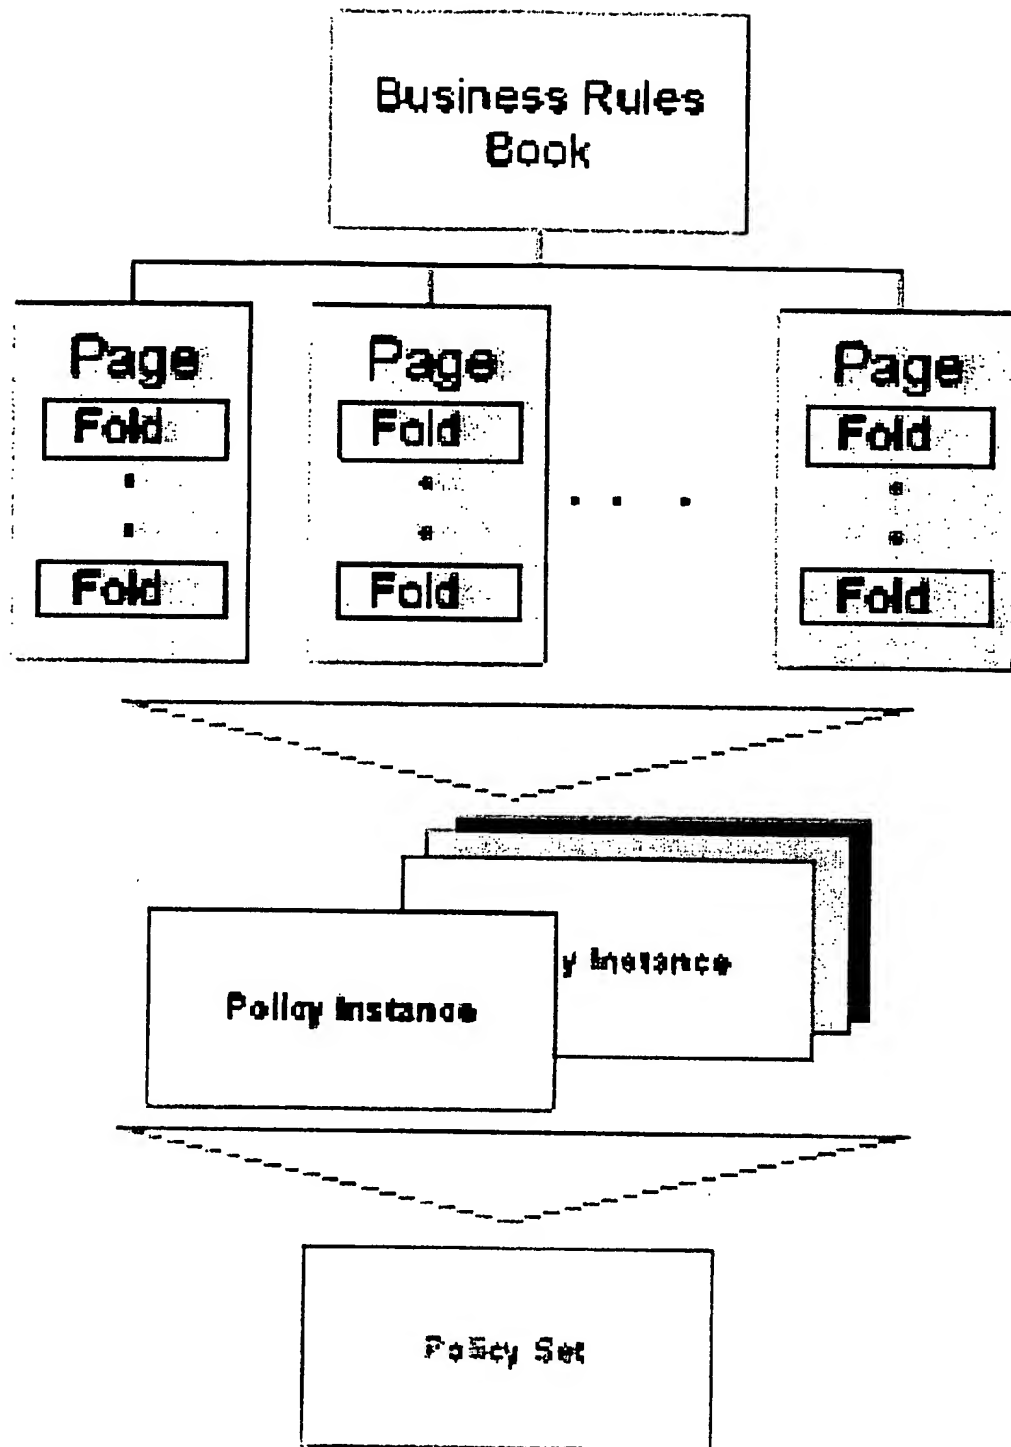 Business Rules
Book
Page
Fold
Fold
Page
Fold
Fold
Page
Fold
Fold
y Instance
Policy Instance
Policy Set